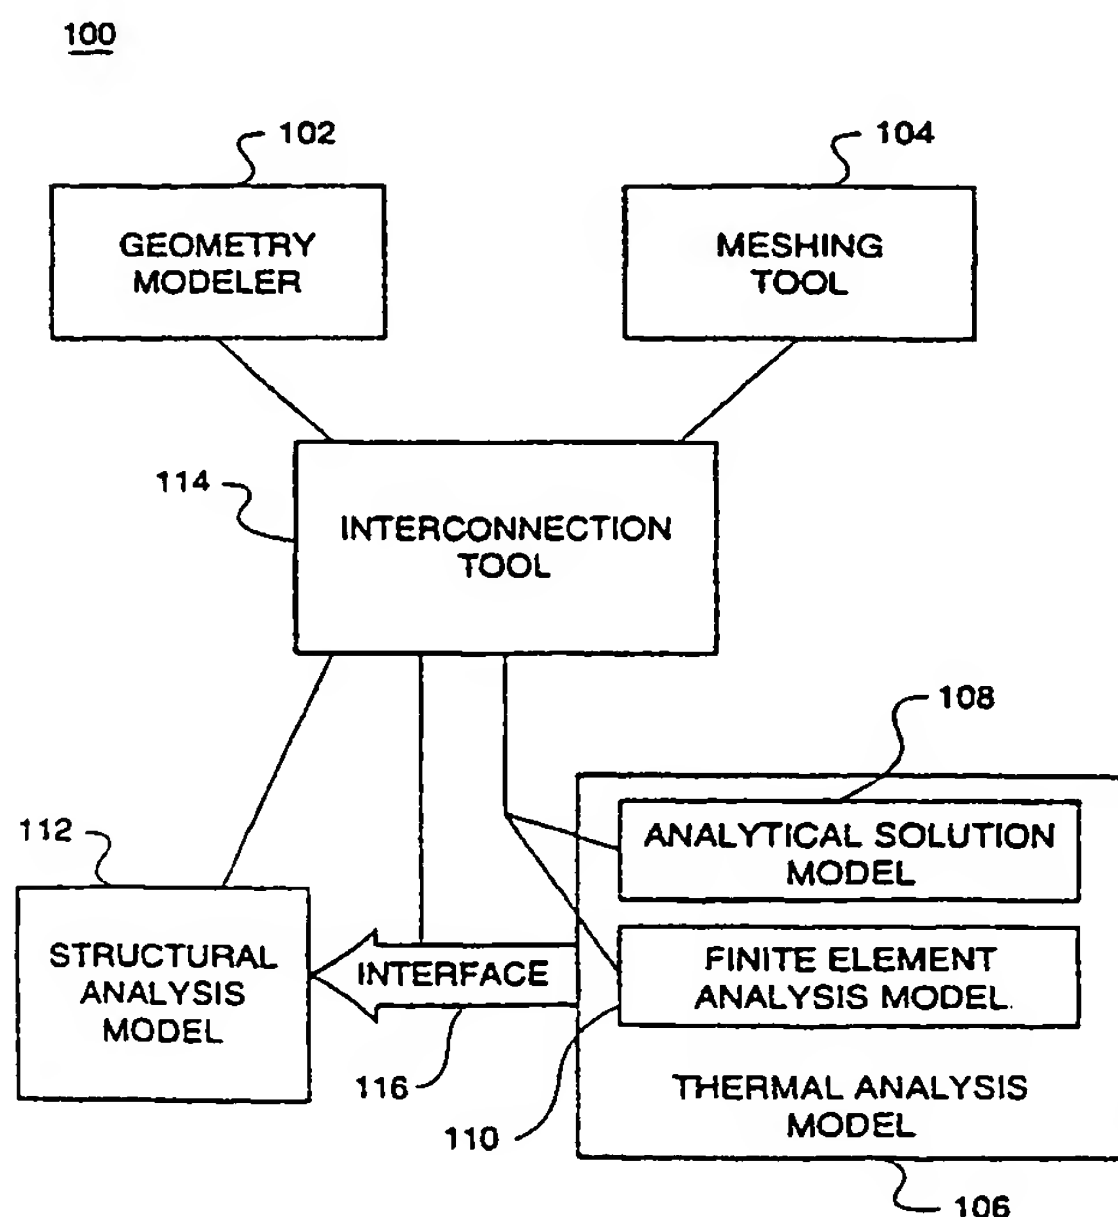 100
102
104
GEOMETRY
MODELER
MESHING
TOOL
114
INTERCONNECTION
TOOL
108
112
ANALYTICAL SOLUTION
MODEL
STRUCTURAL
ANALYSIS
MODEL
INTERFACE
FINITE ELEMENT
ANALYSIS MODEL
116
110
THERMAL ANALYSIS
MODEL
106